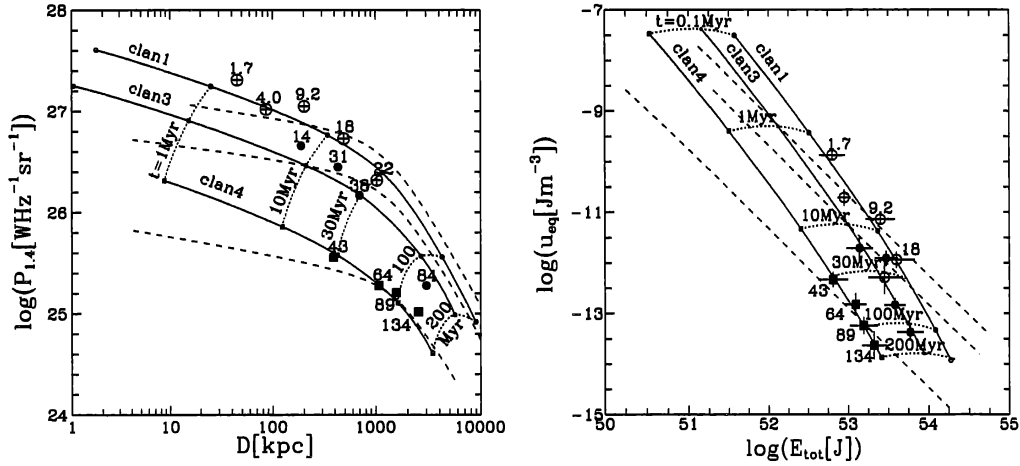 28
27
26
25
24
1
10
100
1000
10000
log(P1.4[WHz−1sr−1])
D[kpc]
clan1
clan3
clan4
1.7
4.0
9.2
18
14
31
22
38
43
64
84
89
134
t=1Myr
10Myr
30Myr
100
200
Myr
-7
-9
-11
-13
-15
50
51
52
53
54
55
log(ueq[Jm−3])
log(Etot[J])
t=0.1Myr
clan1
clan3
clan4
1Myr
1.7
9.2
10Myr
18
30Myr
43
64
100Myr
89
200Myr
134